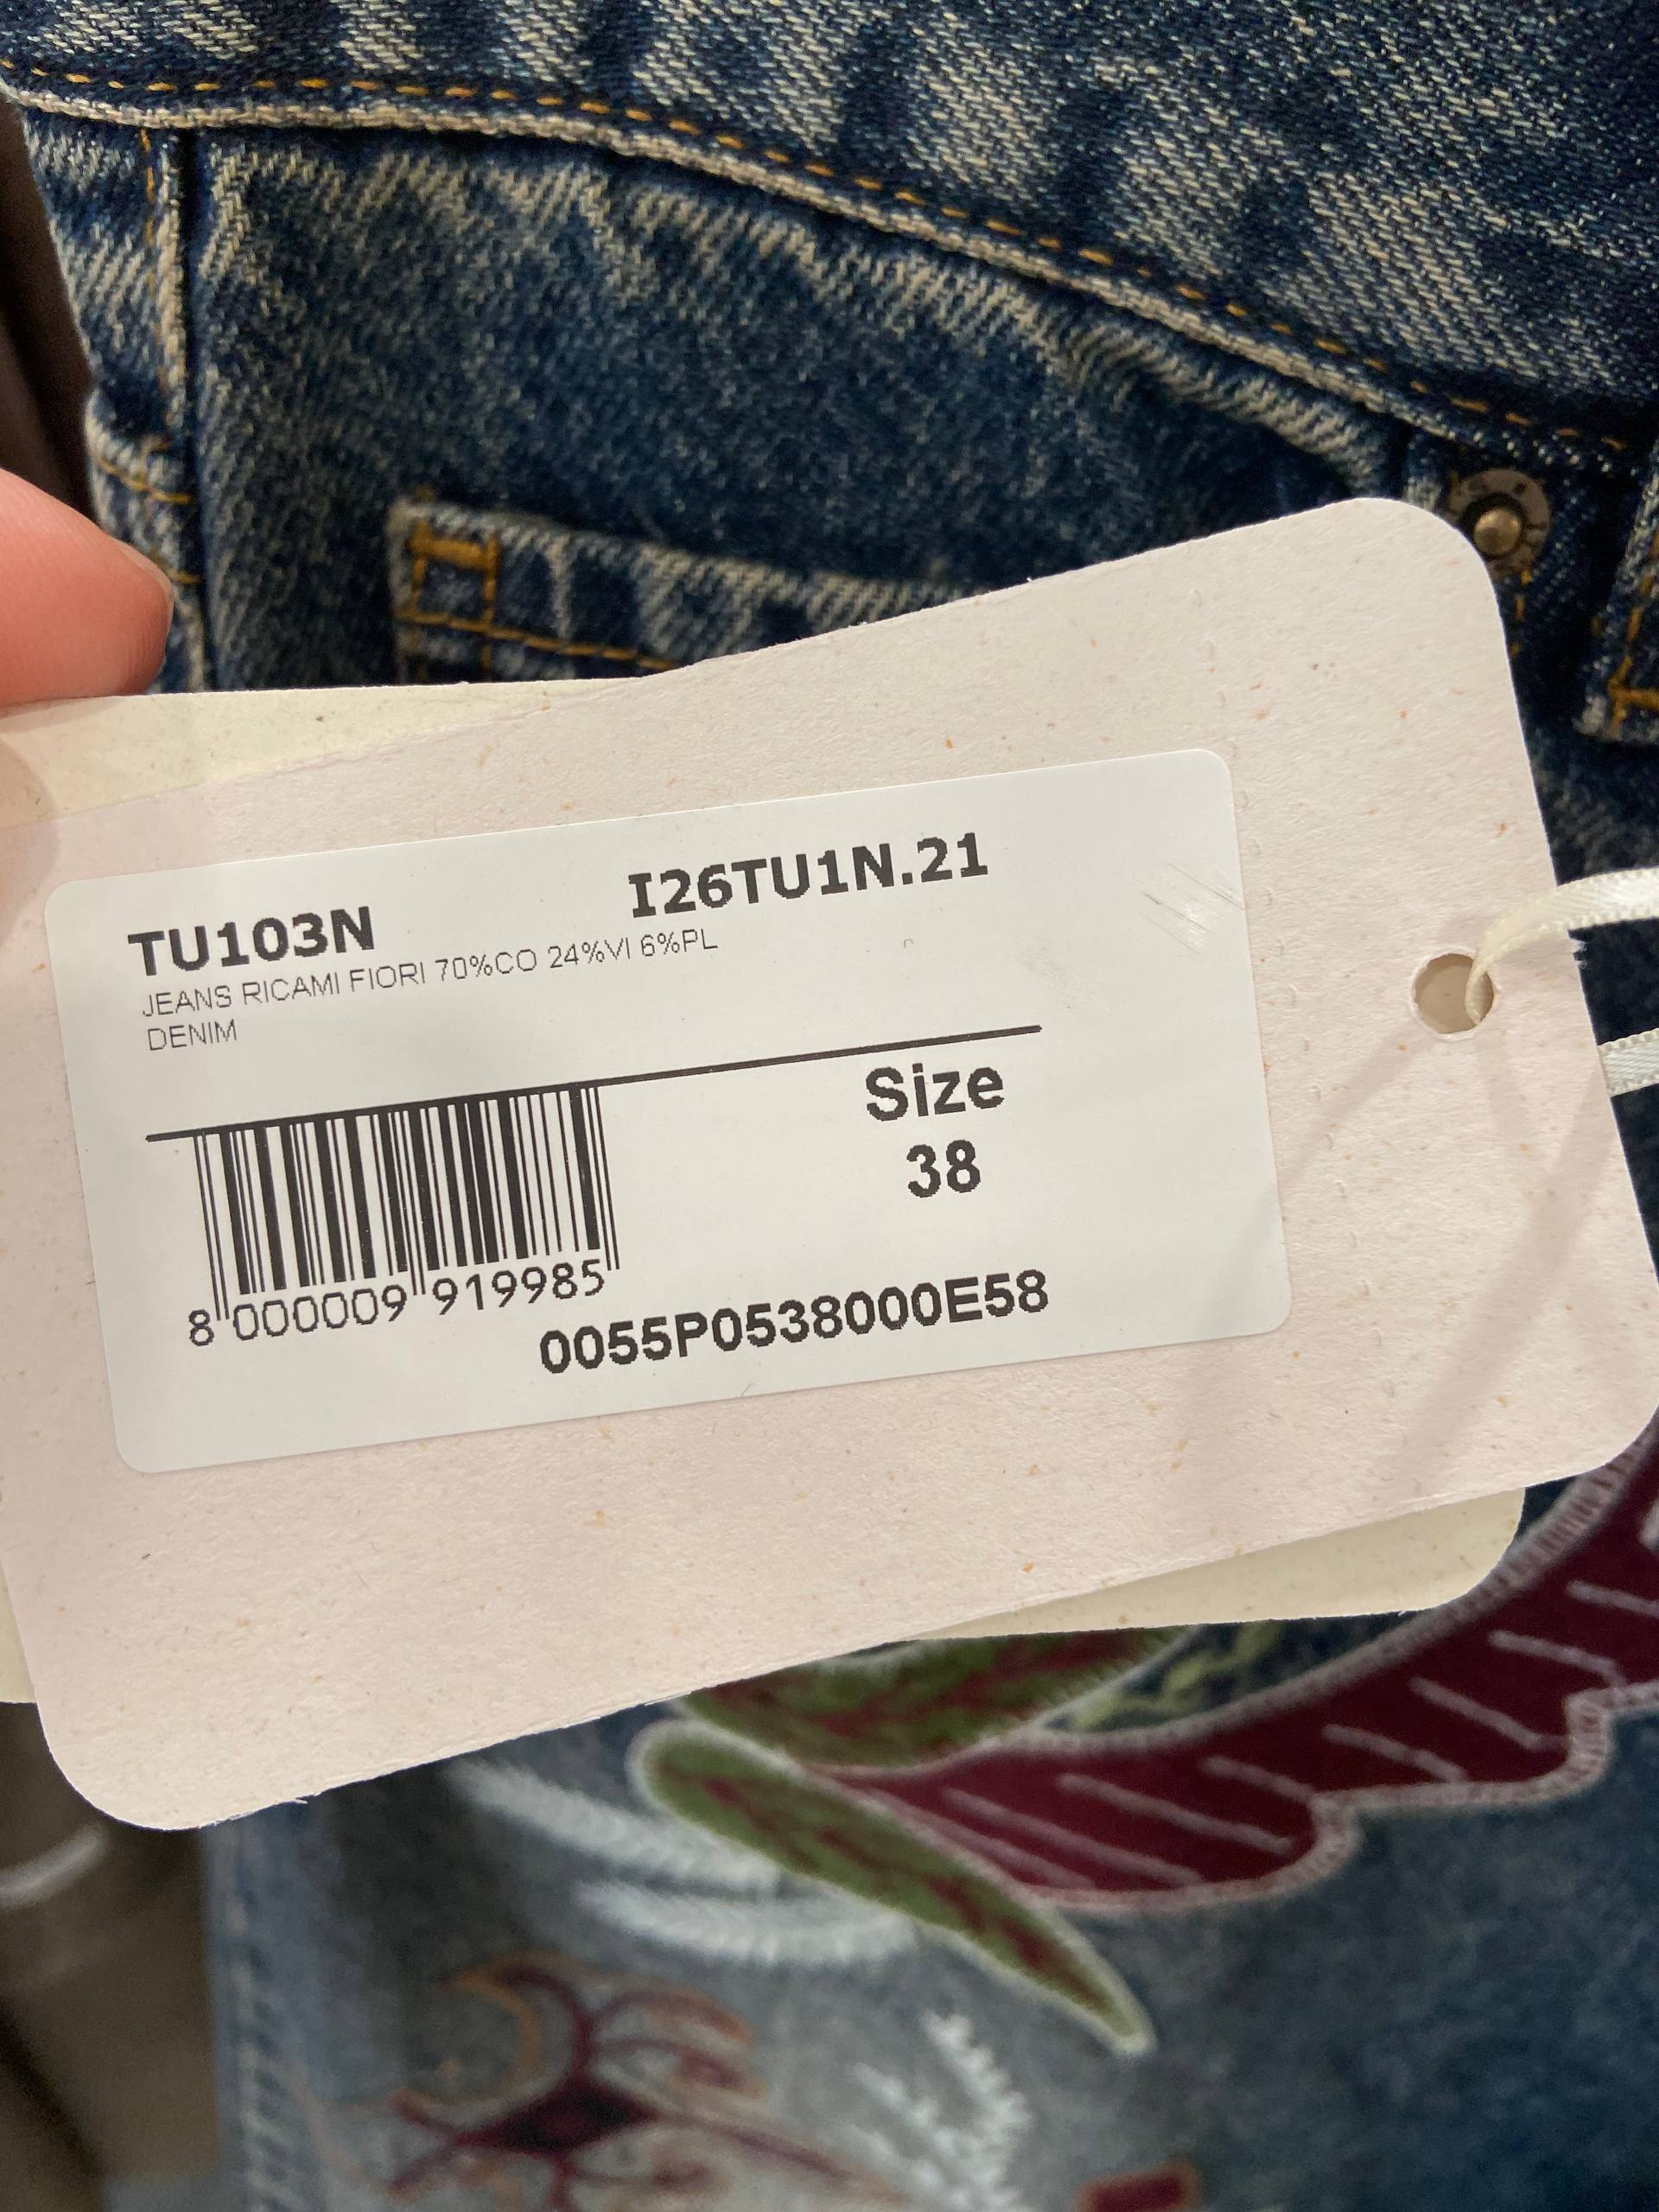 TU103N I26TU1N.21
JEANS RICAMI FIORI 70%CO 24%VI 6%PL
DENIM
Size
38
8 000009 919985
0055P0538000E58